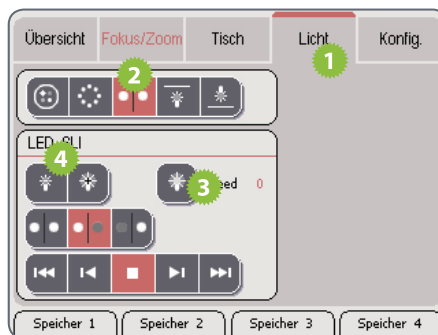 Übersicht Fokus/Zoom Tisch Licht Konfig.
1
2
LED SLI
4
3
0
Speicher 1 Speicher 2 Speicher 3 Speicher 4